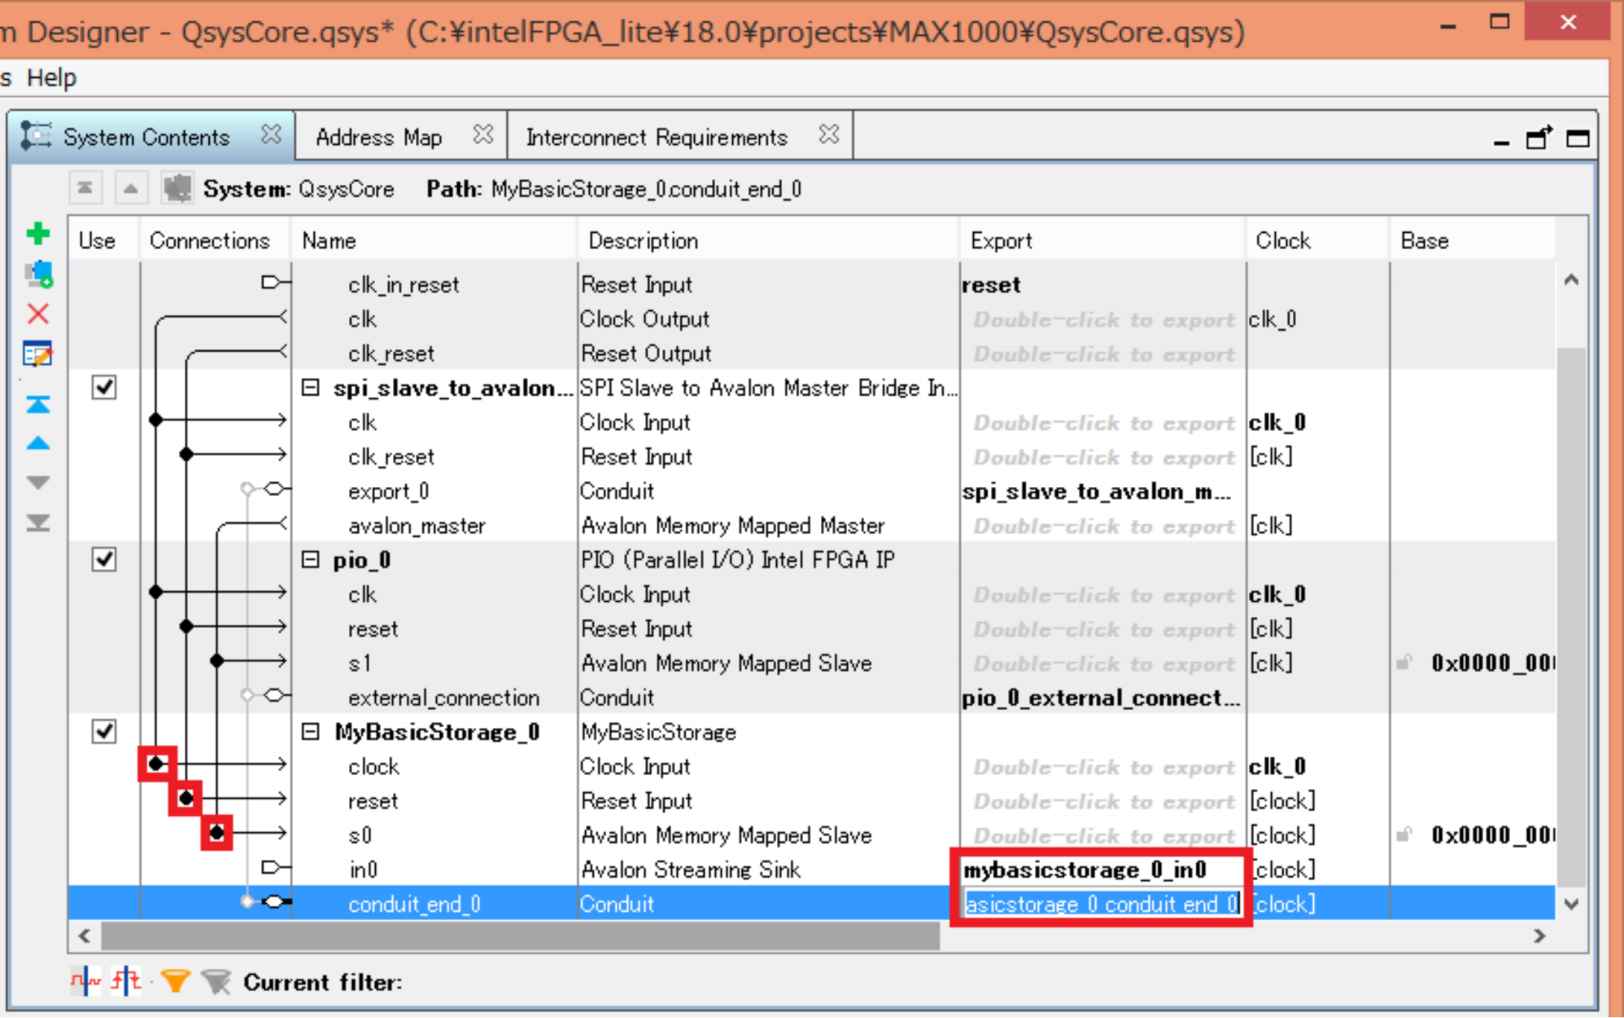 m Designer - QsysCore.qsys* (C:¥intelFPGA_lite¥18.0¥projects¥MAX1000¥QsysCore.qsys)
s Help
System Contents Address Map Interconnect Requirements
System: QsysCore Path: MyBasicStorage_0.conduit_end_0
Use Connections Name Description Export Clock Base
clk_in_reset Reset Input reset
clk Clock Output Double-click to export clk_0
clk_reset Reset Output Double-click to export
spi_slave_to_avalon... SPI Slave to Avalon Master Bridge In...
clk Clock Input Double-click to export clk_0
clk_reset Reset Input Double-click to export [clk]
export_0 Conduit spi_slave_to_avalon_m...
avalon_master Avalon Memory Mapped Master Double-click to export [clk]
pio_0 PIO (Parallel I/O) Intel FPGA IP
clk Clock Input Double-click to export clk_0
reset Reset Input Double-click to export [clk]
s1 Avalon Memory Mapped Slave Double-click to export [clk] 0x0000_00
external_connection Conduit pio_0_external_connect...
MyBasicStorage_0 MyBasicStorage
clock Clock Input Double-click to export clk_0
reset Reset Input Double-click to export [clock]
s0 Avalon Memory Mapped Slave Double-click to export [clock] 0x0000_00
in0 Avalon Streaming Sink mybasicstorage_0_in0 [clock]
conduit_end_0 Conduit asicstorage_0_conduit_end_0 [clock]
Current filter: